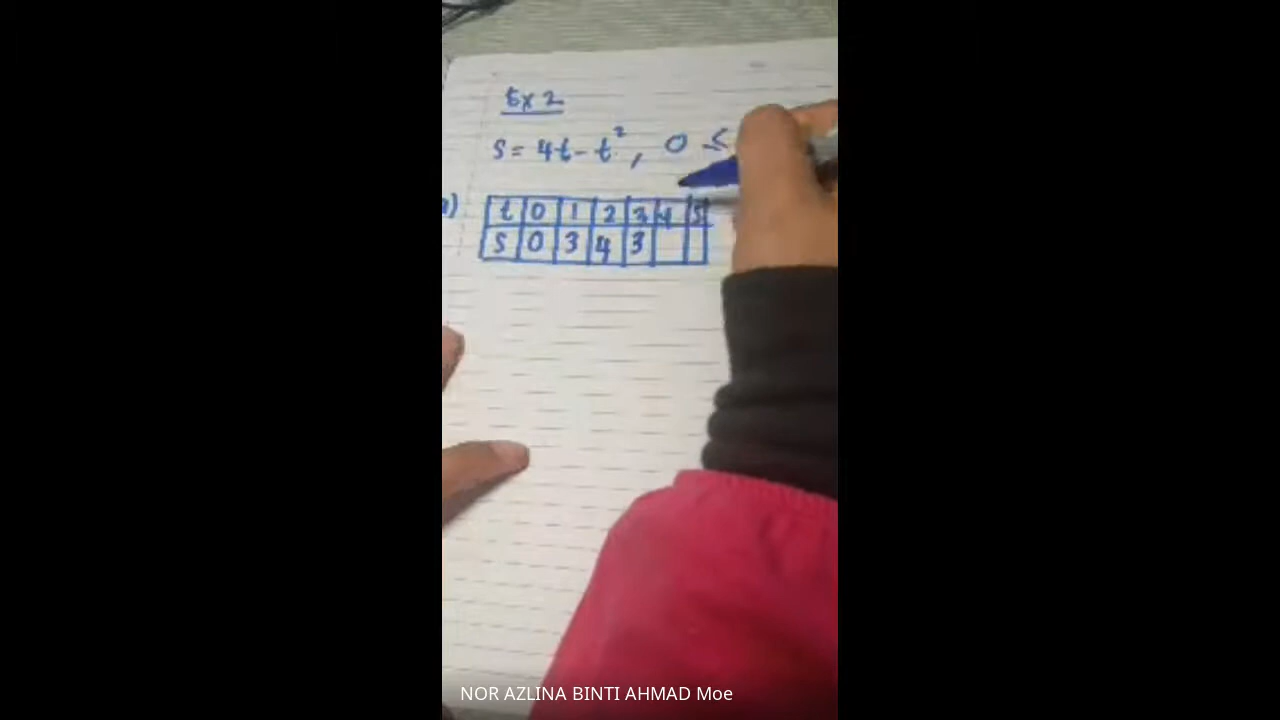 Ex 2
s = 4t - t², 0 ≤
t 0 1 2 3 4 5
s 0 3 4 3
NOR AZLINA BINTI AHMAD Moe